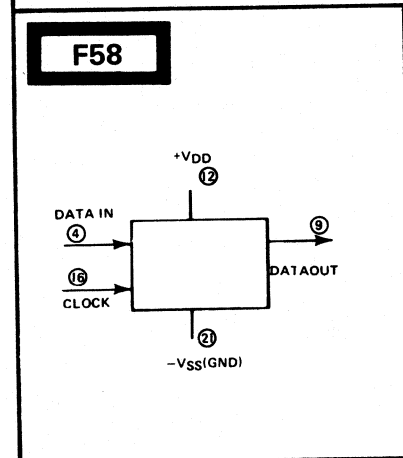 F58
+VDD
12
DATA IN
4
9
DATAOUT
16
CLOCK
21
-VSS(GND)